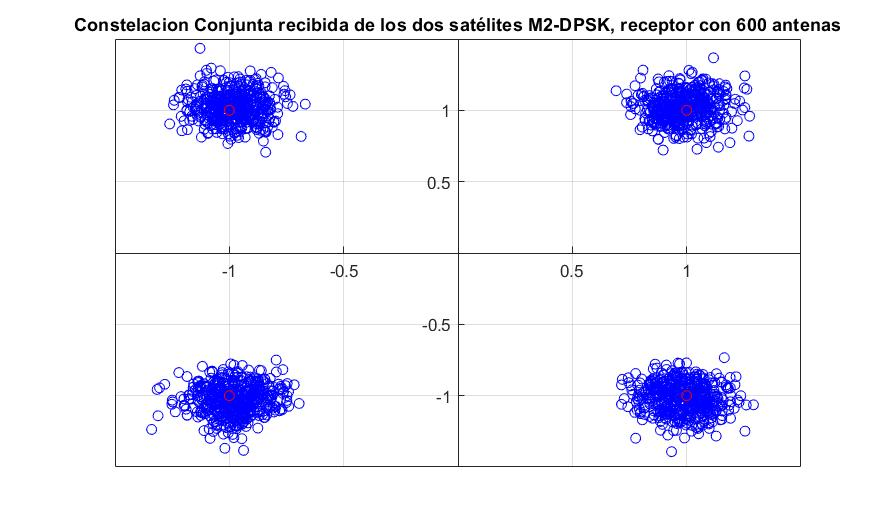 Constelacion Conjunta recibida de los dos satélites M2-DPSK, receptor con 600 antenas
1
0.5
-1 -0.5 0.5 1
-0.5
-1